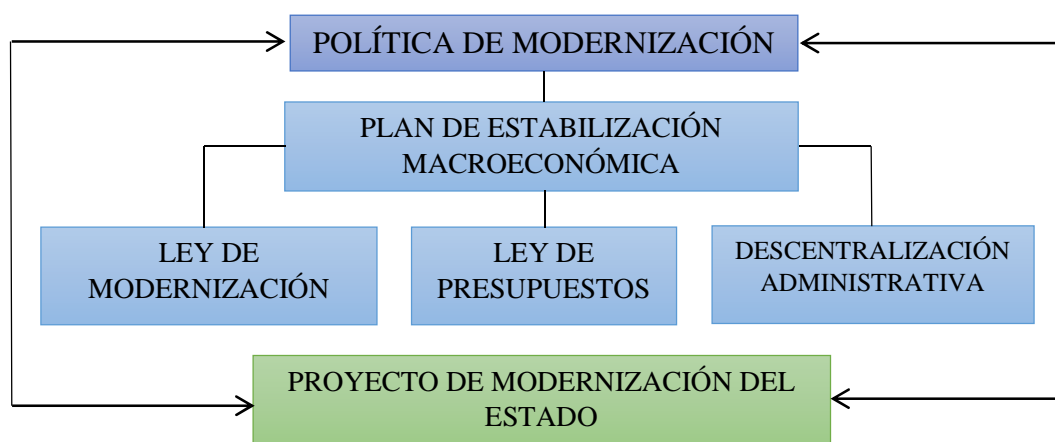 POLÍTICA DE MODERNIZACIÓN
PLAN DE ESTABILIZACIÓN
MACROECONÓMICA
LEY DE
MODERNIZACIÓN
LEY DE
PRESUPUESTOS
DESCENTRALIZACIÓN
ADMINISTRATIVA
PROYECTO DE MODERNIZACIÓN DEL
ESTADO